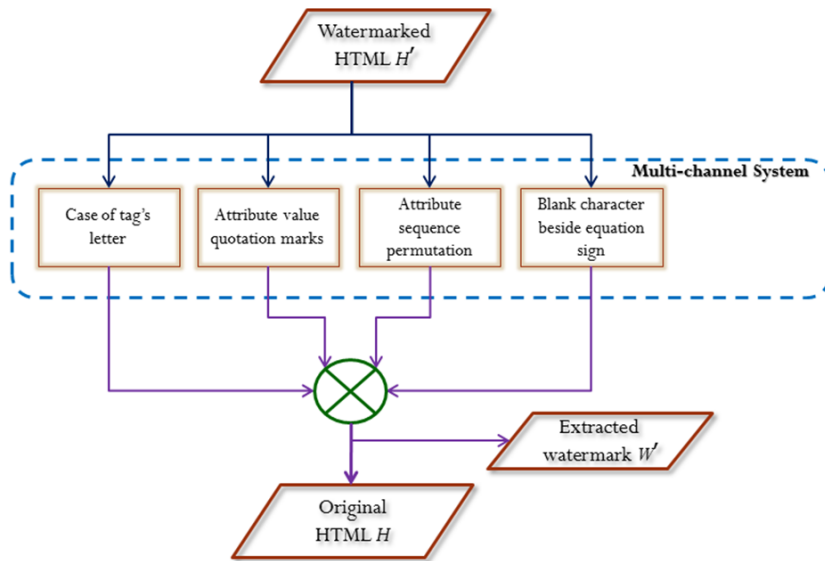 Watermarked
HTML H′
Multi-channel System
Case of tag's
letter
Attribute value
quotation marks
Attribute
sequence
permutation
Blank character
beside equation
sign
Extracted
watermark W′
Original
HTML H